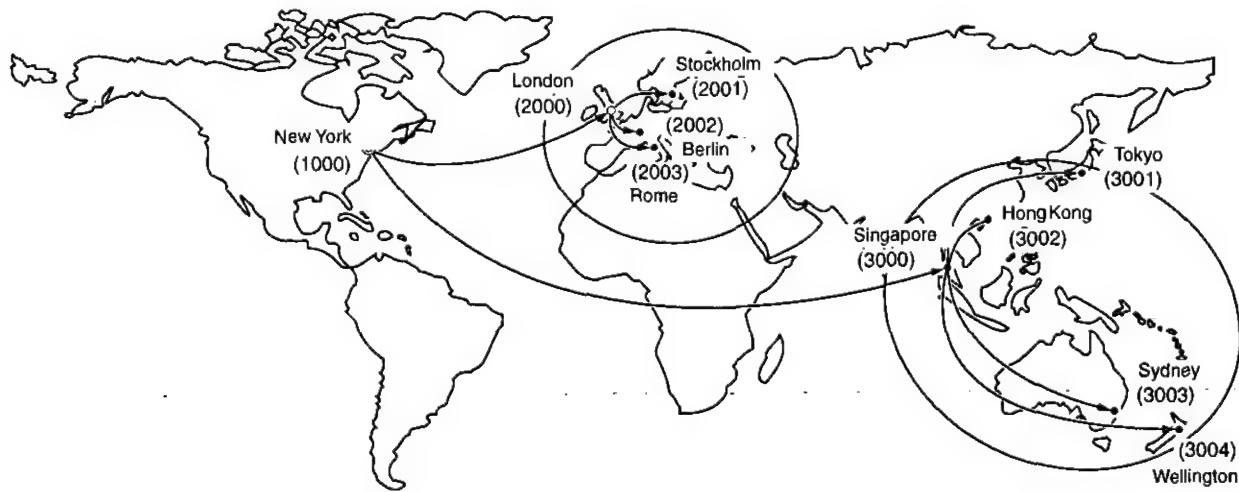 London
(2000)
Stockholm
(2001)
New York
(1000)
(2002)
Berlin
(2003)
Rome
Tokyo
(3001)
Singapore
(3000)
Hong Kong
(3002)
Sydney
(3003)
(3004)
Wellington